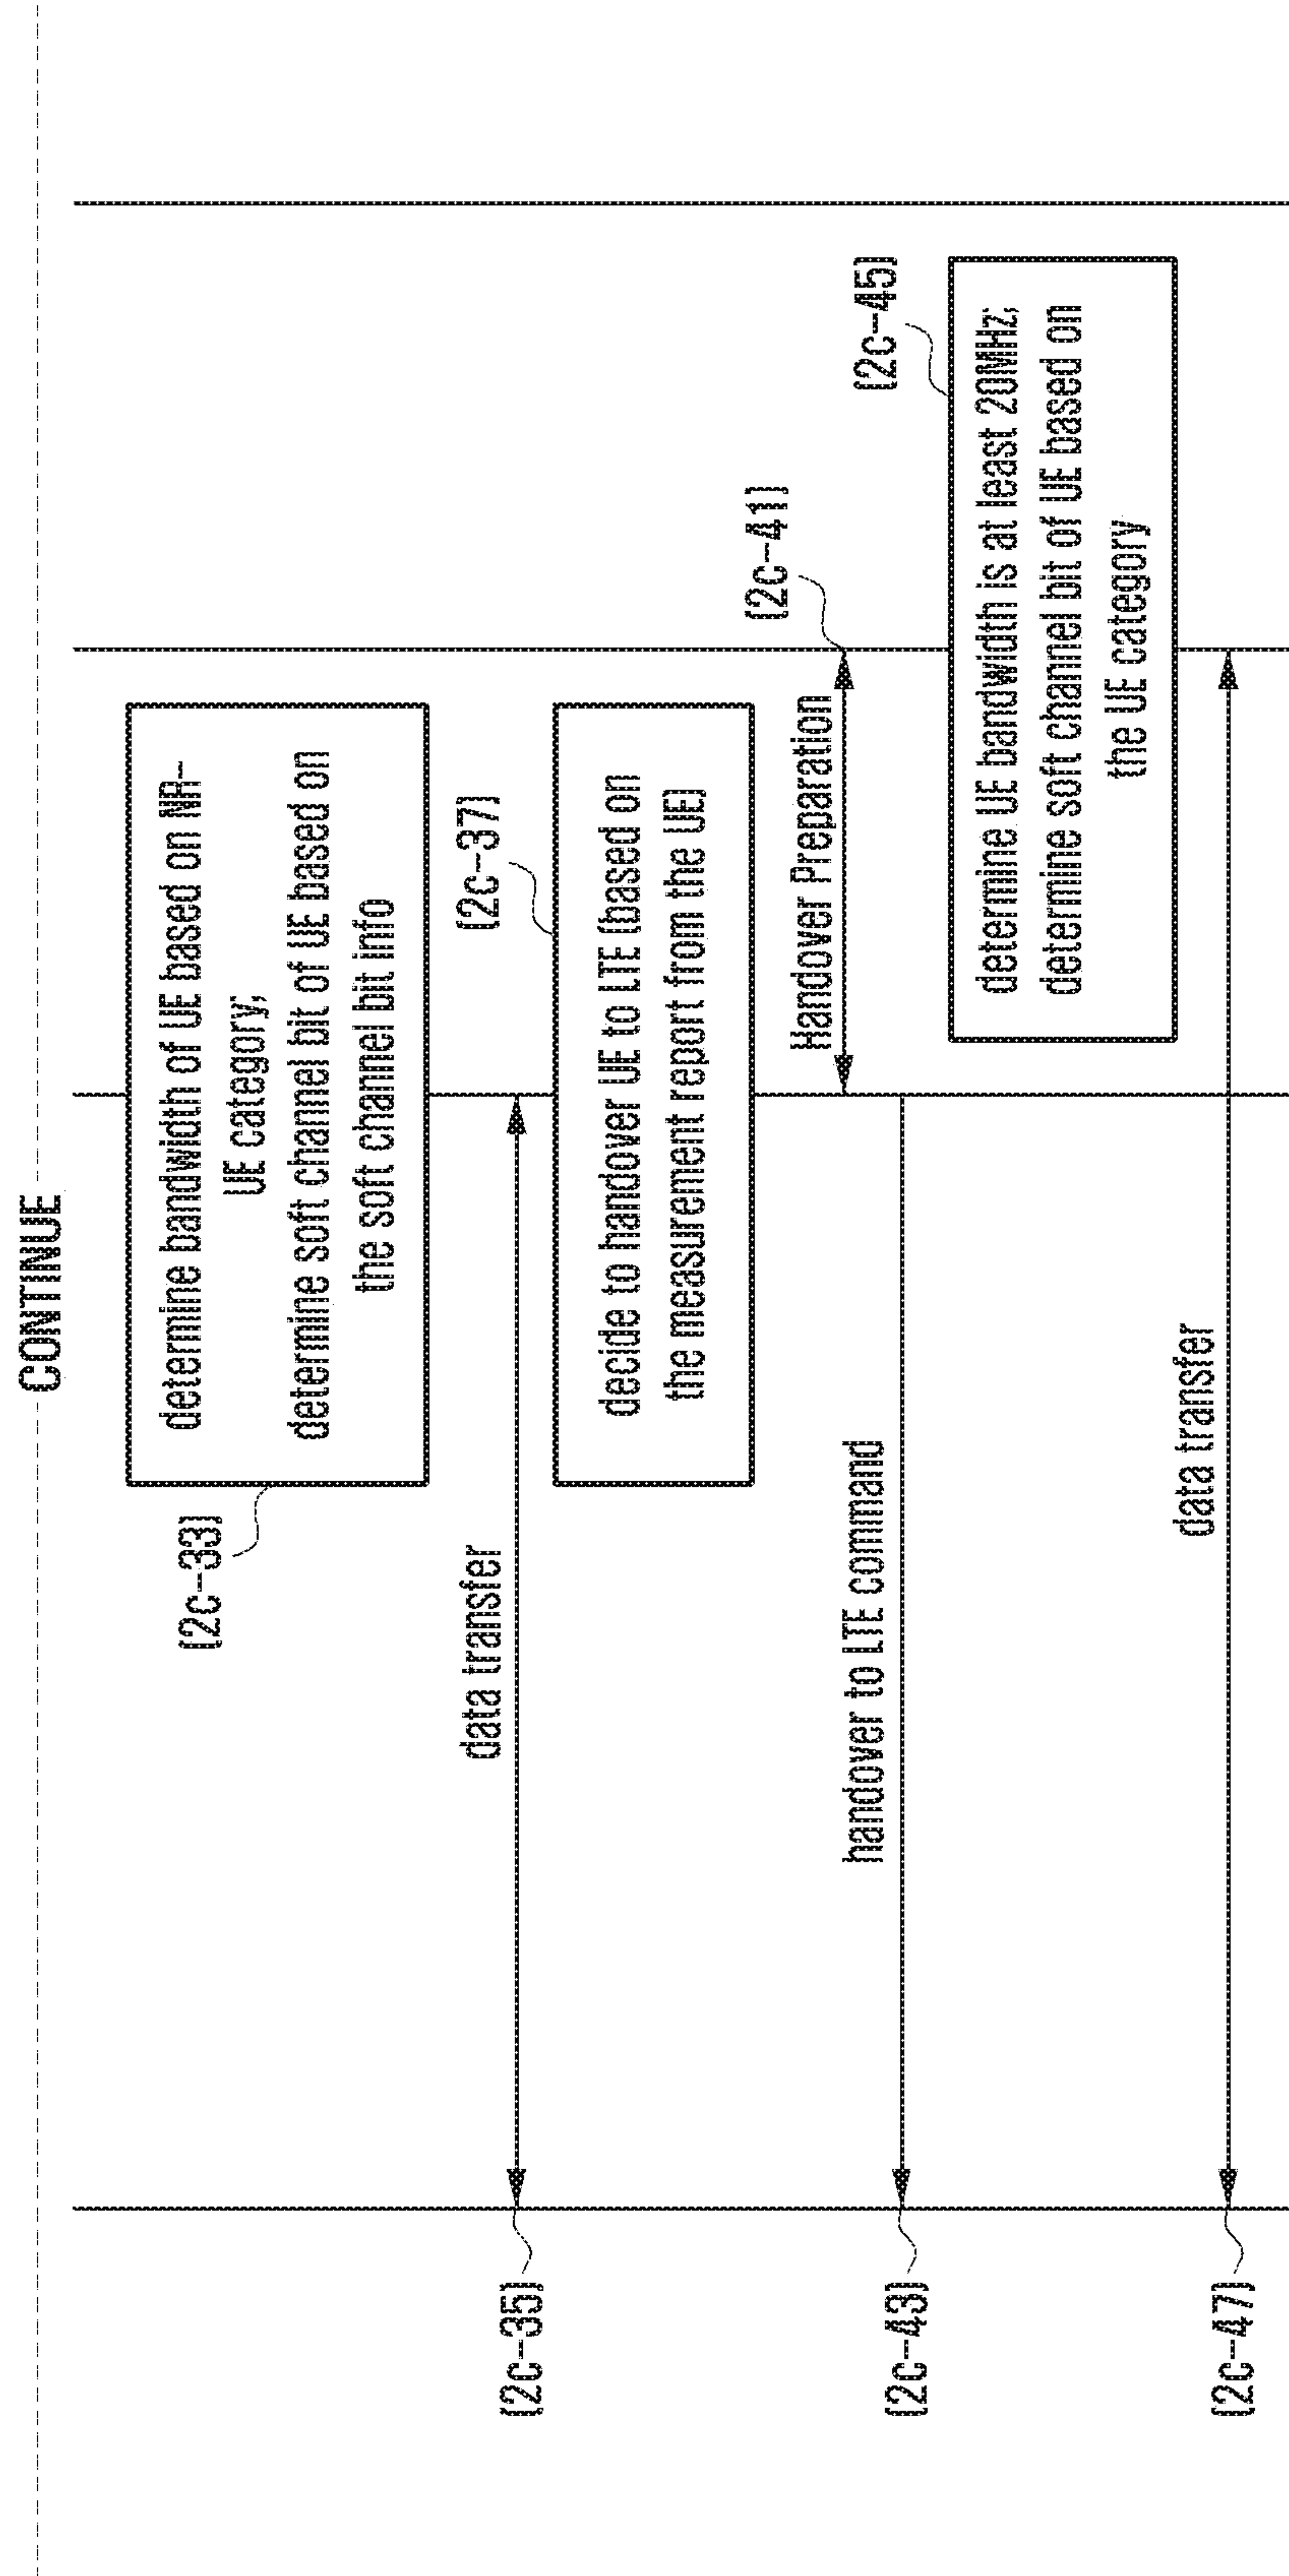 CONTINUE
(2c-33)
determine bandwidth of UE based on NR-
UE category;
determine soft channel bit of UE based on
the soft channel bit info
(2c-35)
data transfer
(2c-37)
decide to handover UE to LTE (based on
the measurement report from the UE)
Handover Preparation
(2c-41)
(2c-43)
handover to LTE command
(2c-45)
determine UE bandwidth is at least 20MHz;
determine soft channel bit of UE based on
the UE category
(2c-47)
data transfer